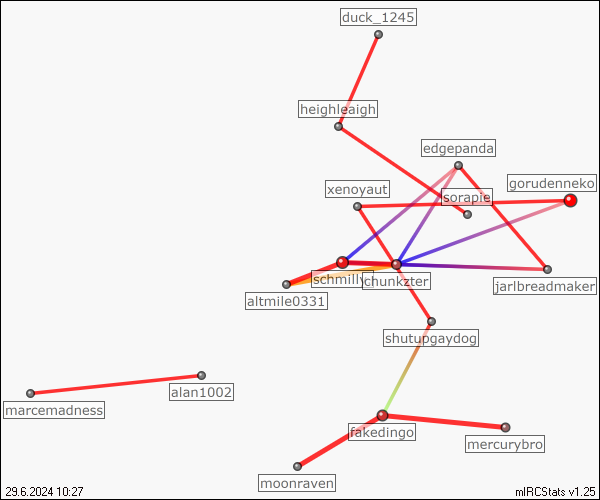 duck_1245
heighleaigh
edgepanda
xenoyaut
sorapie
gorudenneko
schmilly
chunkzter
altmile0331
jarlbreadmaker
shutupgaydog
alan1002
marcemadness
fakedingo
mercurybro
moonraven
29.6.2024 10:27
mIRCStats v1.25